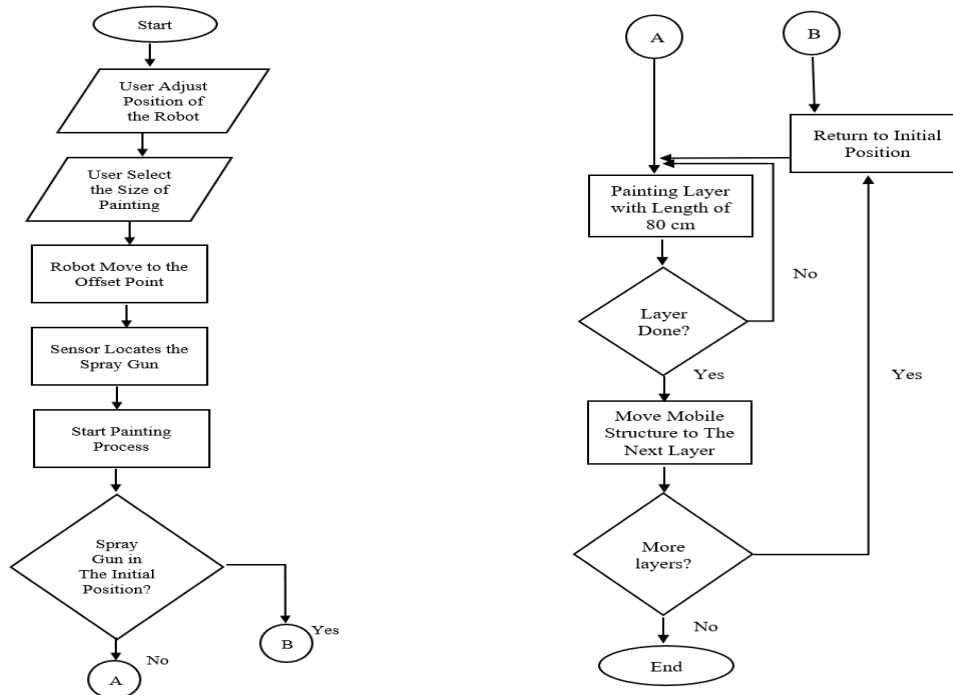 Start
User Adjust
Position of
the Robot
User Select
the Size of
Painting
Robot Move to the
Offset Point
Sensor Locates the
Spray Gun
Start Painting
Process
Spray
Gun in
The Initial
Position?
Yes
B
No
A
A
B
Return to Initial
Position
Painting Layer
with Length of
80 cm
No
Layer
Done?
Yes
Yes
Move Mobile
Structure to The
Next Layer
More
layers?
No
End